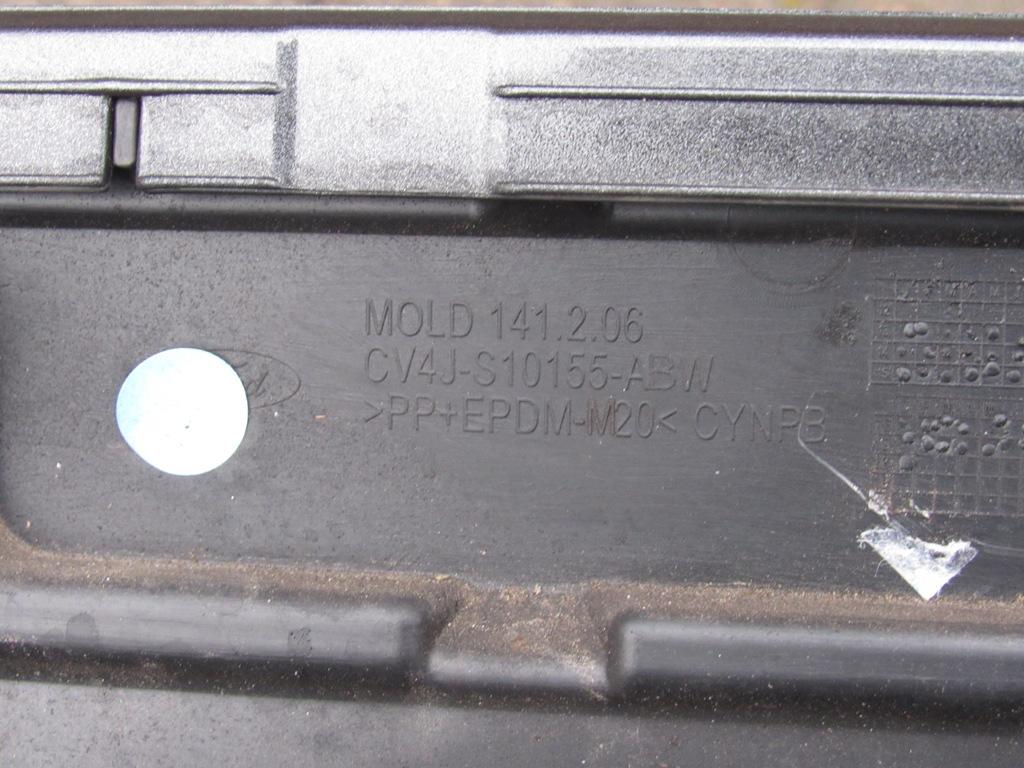 MOLD 141.2.06
CV4J-S10155-ABW
>PP+EPDM-M20< CYNPB